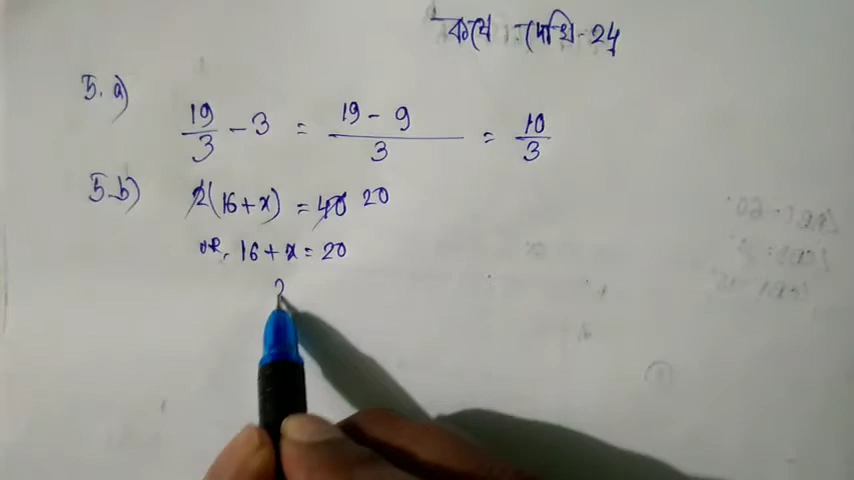 কষে দেখি-24
5. a) 19/3 - 3 = (19 - 9)/3 = 10/3
5. b) 2(16+x) = 40 20
or, 16+x = 20